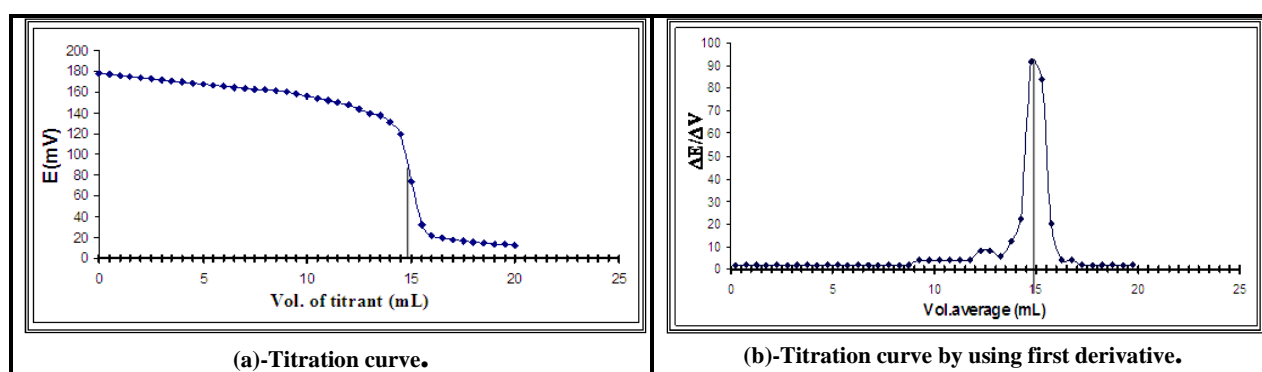 200
180
160
140
120
100
80
60
40
20
0
E(mV)
0 5 10 15 20 25
Vol. of titrant (mL)
(a)-Titration curve.
100
90
80
70
60
50
40
30
20
10
0
ΔE/ΔV
0 5 10 15 20 25
Vol.average (mL)
(b)-Titration curve by using first derivative.